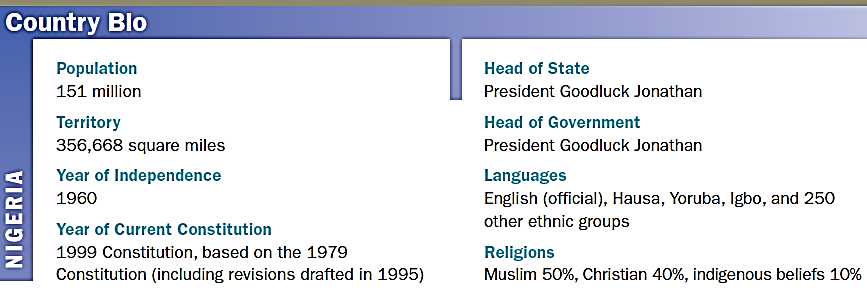 Country Bio
NIGERIA
Population
151 million
Territory
356,668 square miles
Year of Independence
1960
Year of Current Constitution
1999 Constitution, based on the 1979
Constitution (including revisions drafted in 1995)
Head of State
President Goodluck Jonathan
Head of Government
President Goodluck Jonathan
Languages
English (official), Hausa, Yoruba, Igbo, and 250
other ethnic groups
Religions
Muslim 50%, Christian 40%, indigenous beliefs 10%